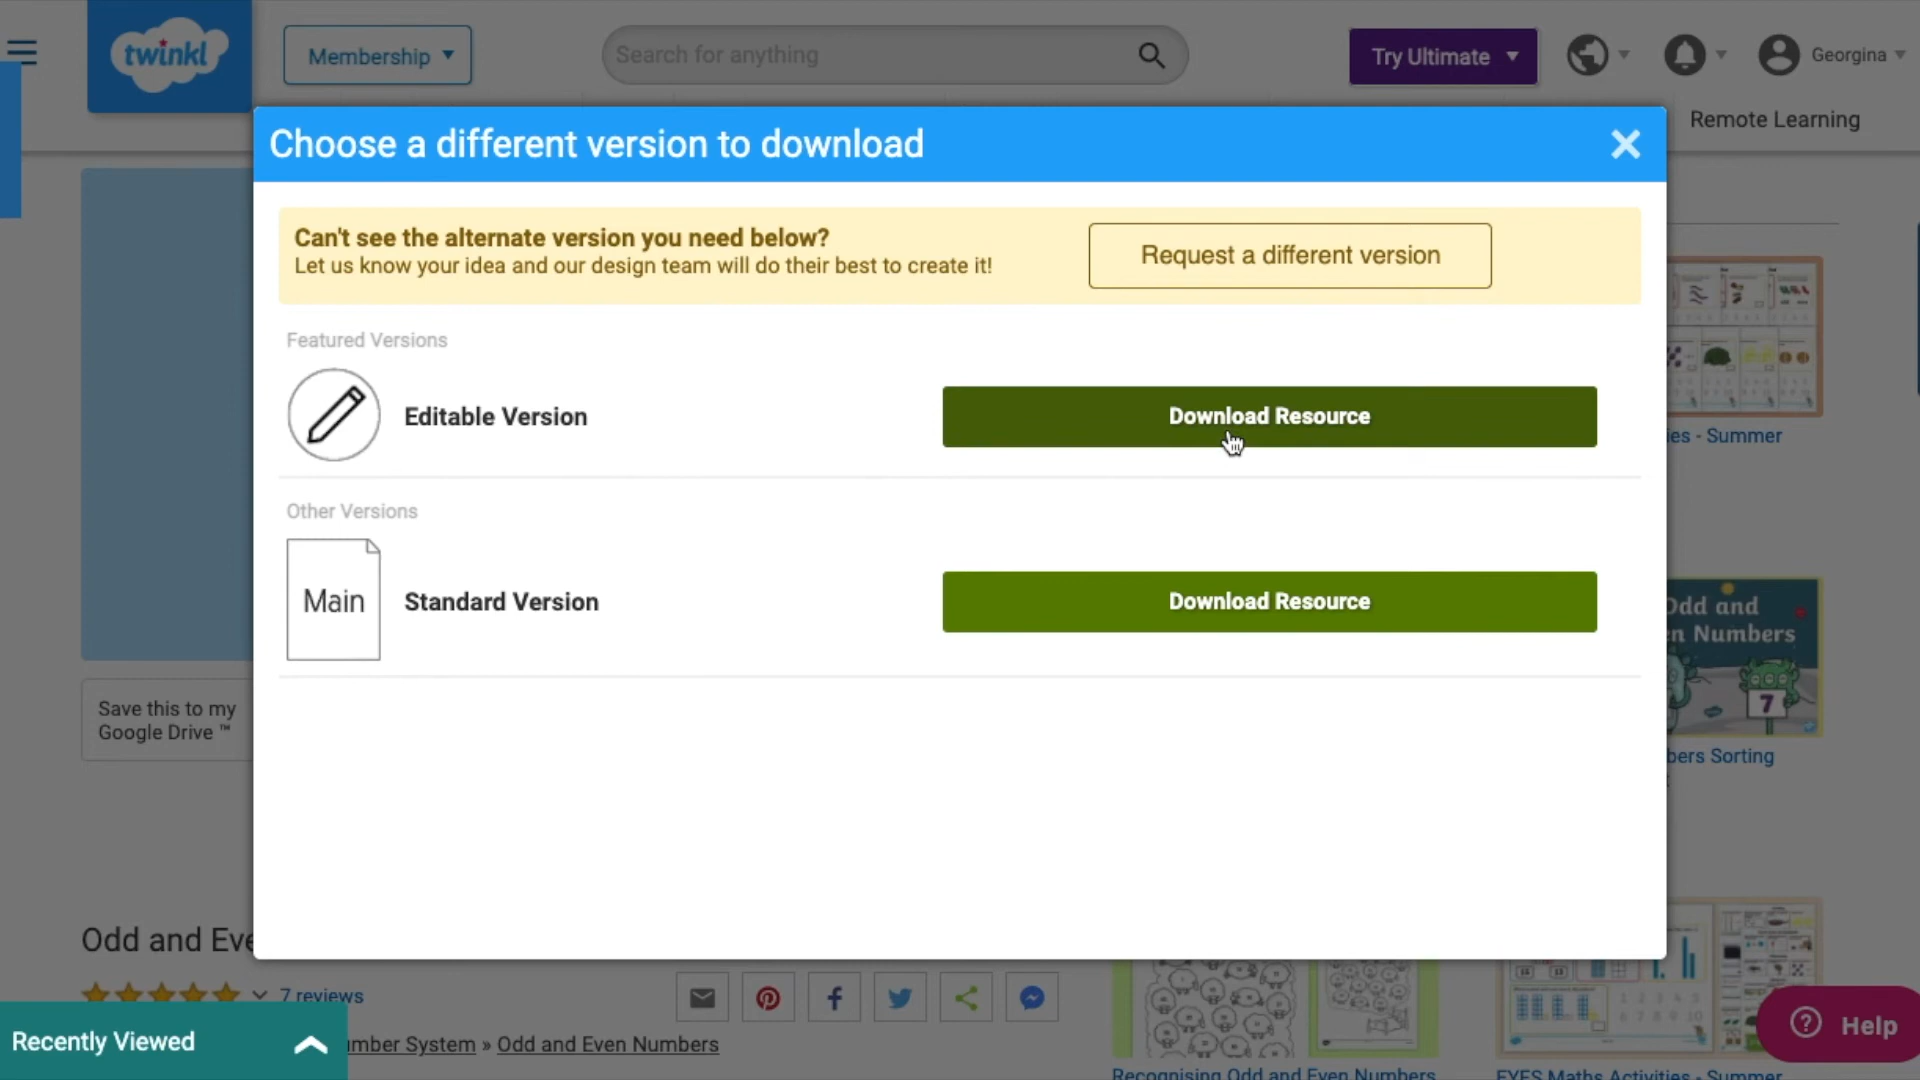 twinkl
Membership
Search for anything
Try Ultimate
Georgina
Remote Learning
Choose a different version to download
Can't see the alternate version you need below?
Let us know your idea and our design team will do their best to create it!
Request a different version
Featured Versions
Editable Version
Download Resource
Other Versions
Main
Standard Version
Download Resource
ies - Summer
Odd and
en Numbers
7
bers Sorting
Save this to my
Google Drive ™
Odd and Eve
7 reviews
Recently Viewed
umber System » Odd and Even Numbers
Help
Recognising Odd and Even Numbers
EYFS Maths Activities - Summer